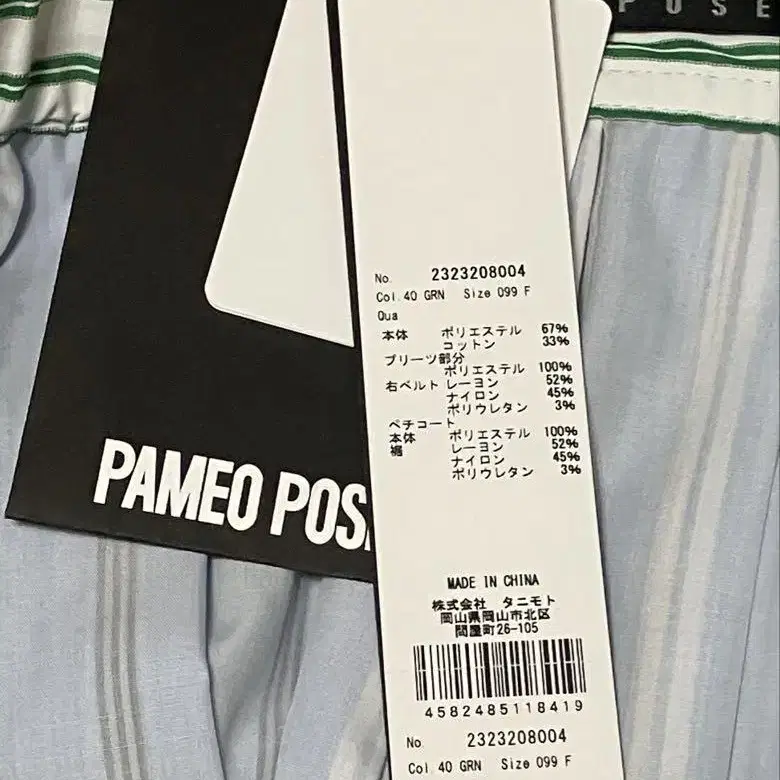 POSE
PAMEO POS
No. 2323208004
Col.40 GRN Size 099 F
Qua
本体 ポリエステル 67%
コットン 33%
プリーツ部分
ポリエステル 100%
右ベルト レーヨン 52%
ナイロン 45%
ポリウレタン 3%
ペチコート
本体 ポリエステル 100%
裾 レーヨン 52%
ナイロン 45%
ポリウレタン 3%
MADE IN CHINA
株式会社 タニモト
岡山県岡山市北区
問屋町26-105
4582485118419
No. 2323208004
Col 40 GRN Size 099 F